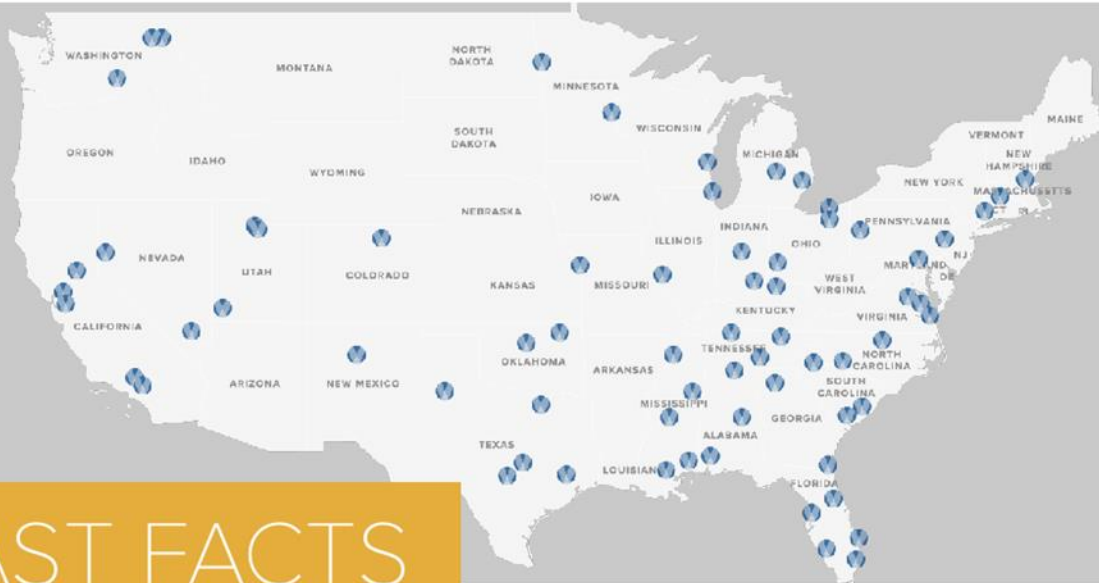 WASHINGTON
MONTANA
NORTH
DAKOTA
MINNESOTA
MAINE
VERMONT
NEW
HAMPSHIRE
WISCONSIN
MICHIGAN
SOUTH
DAKOTA
OREGON
IDAHO
WYOMING
NEW YORK
MASSACHUSETTS
CT
RI
IOWA
NEBRASKA
PENNSYLVANIA
INDIANA
OHIO
ILLINOIS
NEVADA
UTAH
COLORADO
KANSAS
MISSOURI
WEST
VIRGINIA
MARYLAND
NJ
DE
KENTUCKY
VIRGINIA
CALIFORNIA
TENNESSEE
OKLAHOMA
ARKANSAS
NORTH
CAROLINA
ARIZONA
NEW MEXICO
SOUTH
CAROLINA
MISSISSIPPI
GEORGIA
ALABAMA
TEXAS
LOUISIAN
FLORIDA
AST FACTS